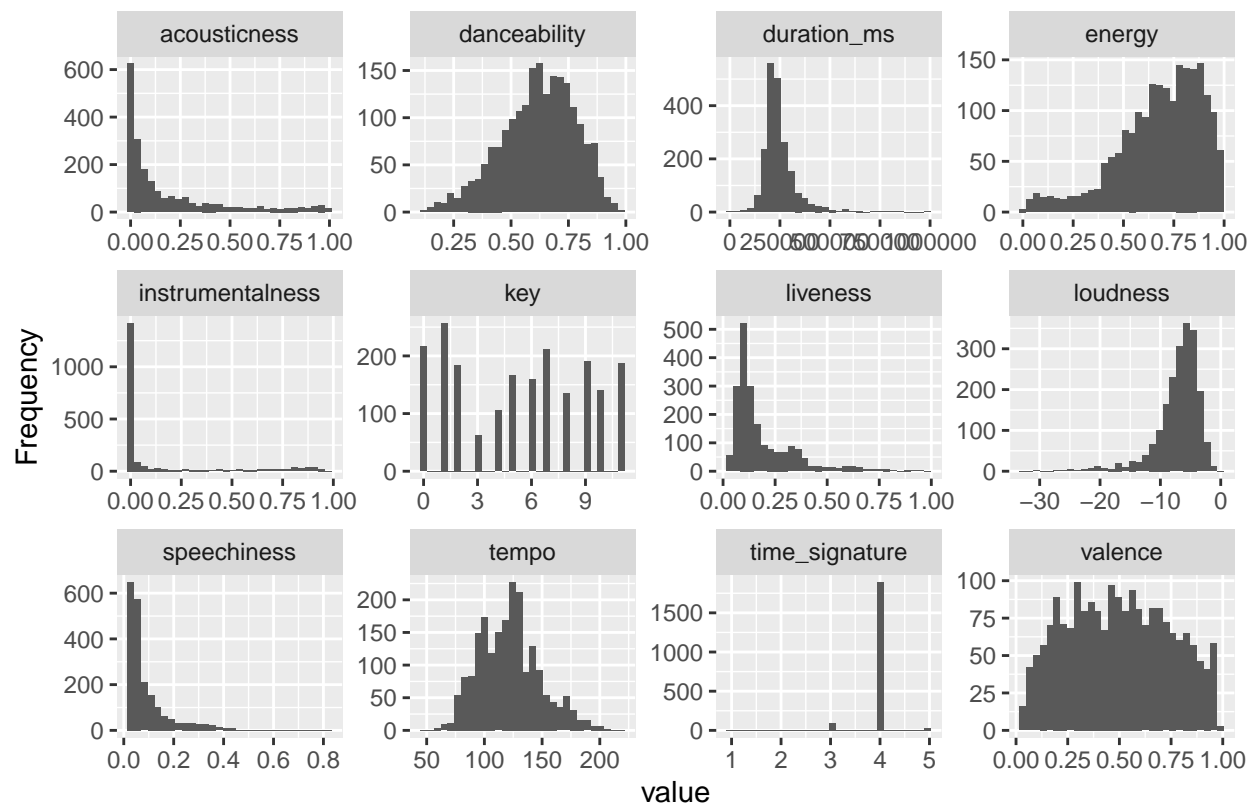 acousticness danceability duration_ms energy
600
400
200
0
0.00 0.25 0.50 0.75 1.00
150
100
50
0
0.25 0.50 0.75 1.00
400
200
0
0 250000 500000 750000 1000000
150
100
50
0
0.00 0.25 0.50 0.75 1.00
instrumentalness key liveness loudness
1000
500
0
0.00 0.25 0.50 0.75 1.00
200
100
0
0 3 6 9
500
400
300
200
100
0
0.00 0.25 0.50 0.75 1.00
300
200
100
0
−30 −20 −10 0
speechiness tempo time_signature valence
600
400
200
0
0.0 0.2 0.4 0.6 0.8
200
150
100
50
0
50 100 150 200
1500
1000
500
0
1 2 3 4 5
100
75
50
25
0
0.00 0.25 0.50 0.75 1.00
Frequency
value